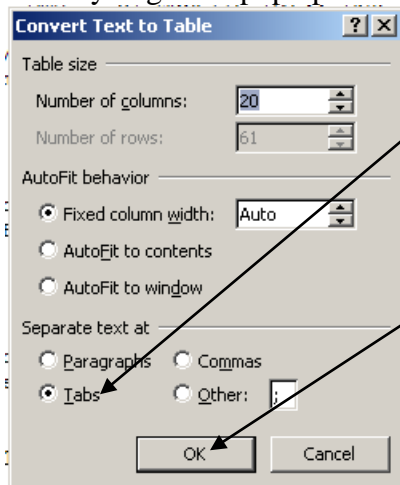 Convert Text to Table ? X
Table size
Number of columns: 20
Number of rows: 61
AutoFit behavior
Fixed column width: Auto
AutoFit to contents
AutoFit to window
Separate text at
Paragraphs Commas
Tabs Other: ;
OK Cancel